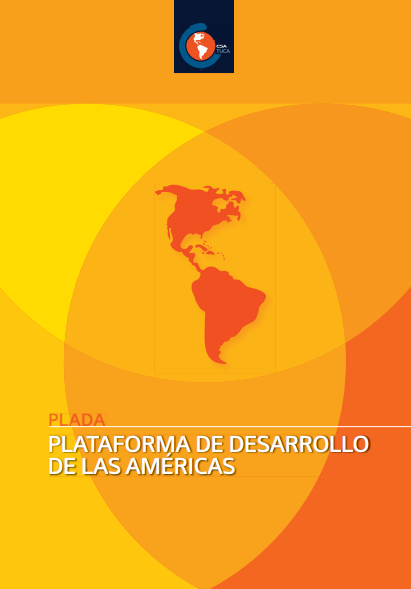 CSA
TUCA
PLADA
PLATAFORMA DE DESARROLLO
DE LAS AMÉRICAS